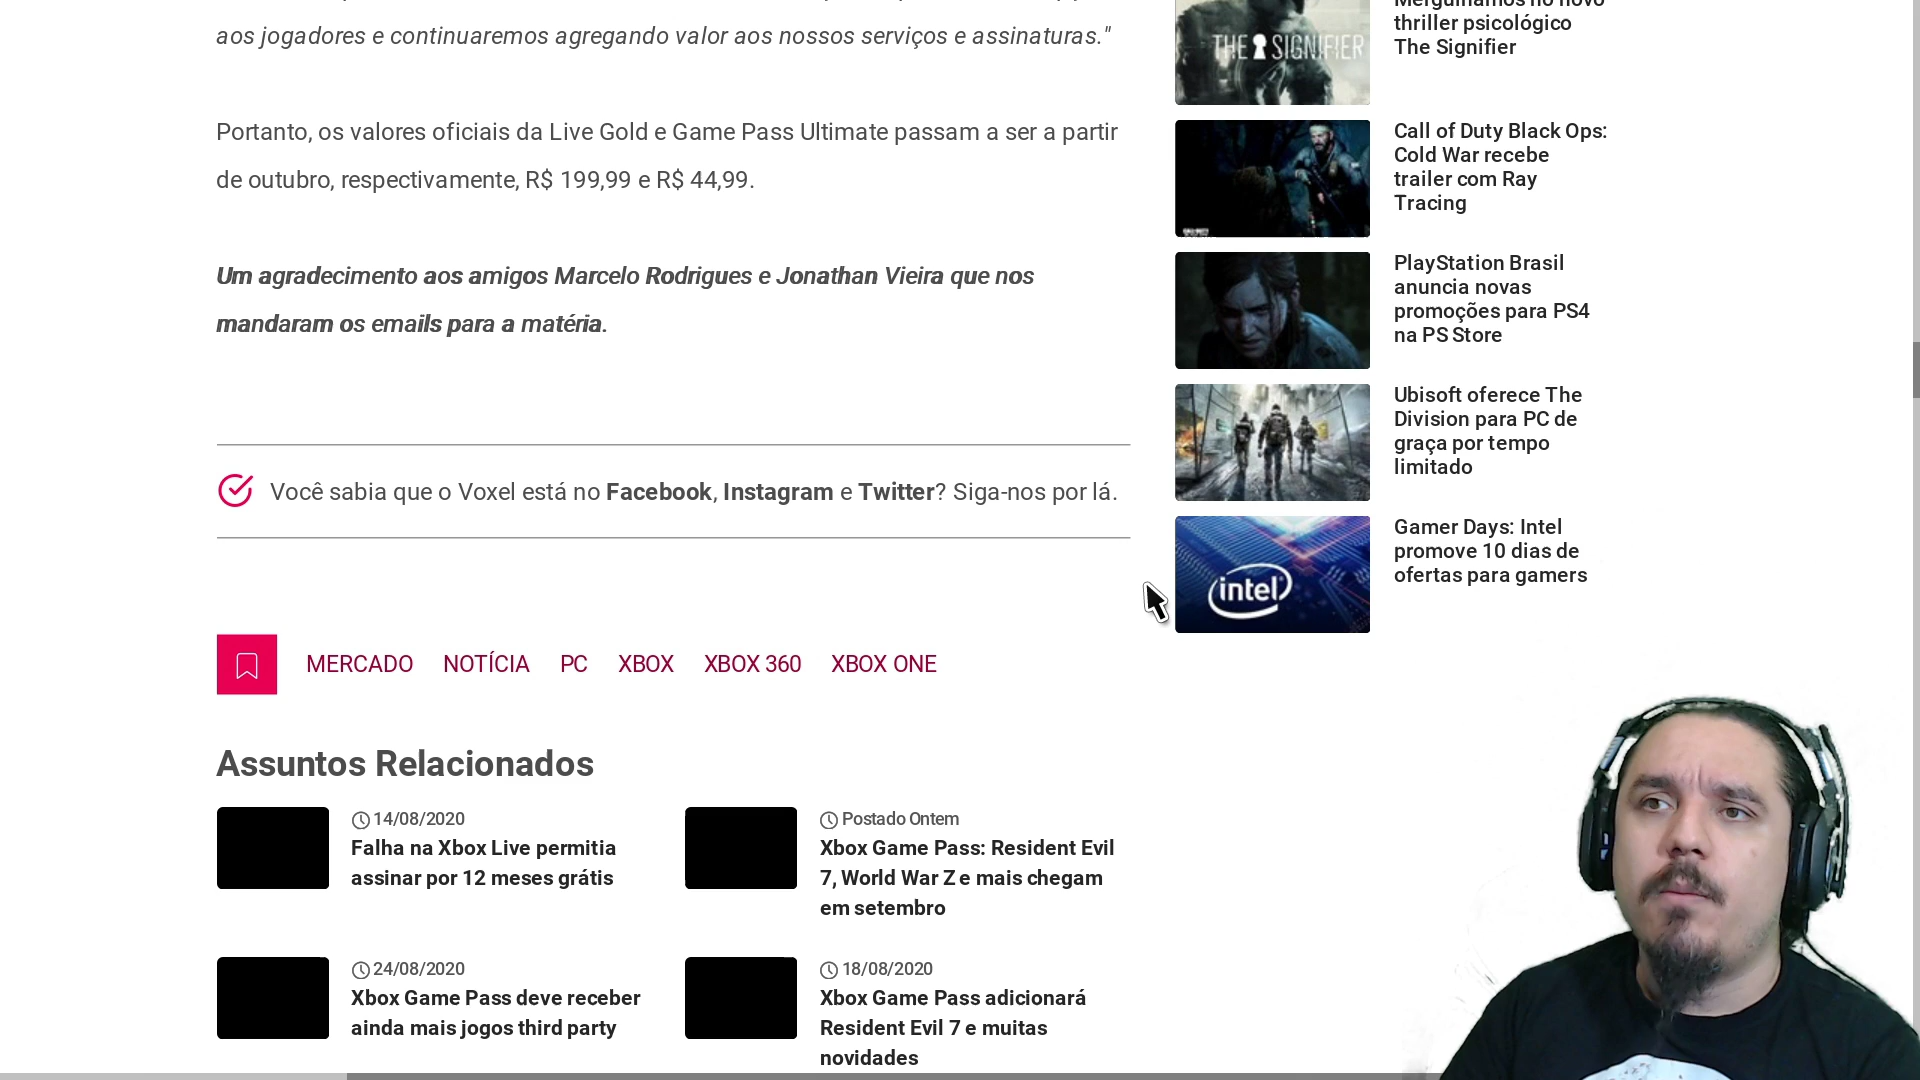 aos jogadores e continuaremos agregando valor aos nossos serviços e assinaturas."
Portanto, os valores oficiais da Live Gold e Game Pass Ultimate passam a ser a partir
de outubro, respectivamente, R$ 199,99 e R$ 44,99.
Um agradecimento aos amigos Marcelo Rodrigues e Jonathan Vieira que nos
mandaram os emails para a matéria.
Você sabia que o Voxel está no Facebook, Instagram e Twitter? Siga-nos por lá.
MERCADO NOTÍCIA PC XBOX XBOX 360 XBOX ONE
Assuntos Relacionados
14/08/2020
Falha na Xbox Live permitia
assinar por 12 meses grátis
Postado Ontem
Xbox Game Pass: Resident Evil
7, World War Z e mais chegam
em setembro
24/08/2020
Xbox Game Pass deve receber
ainda mais jogos third party
18/08/2020
Xbox Game Pass adicionará
Resident Evil 7 e muitas
novidades
THE SIGNIFIER
Mergulhamos no novo
thriller psicológico
The Signifier
Call of Duty Black Ops:
Cold War recebe
trailer com Ray
Tracing
PlayStation Brasil
anuncia novas
promoções para PS4
na PS Store
Ubisoft oferece The
Division para PC de
graça por tempo
limitado
intel
Gamer Days: Intel
promove 10 dias de
ofertas para gamers